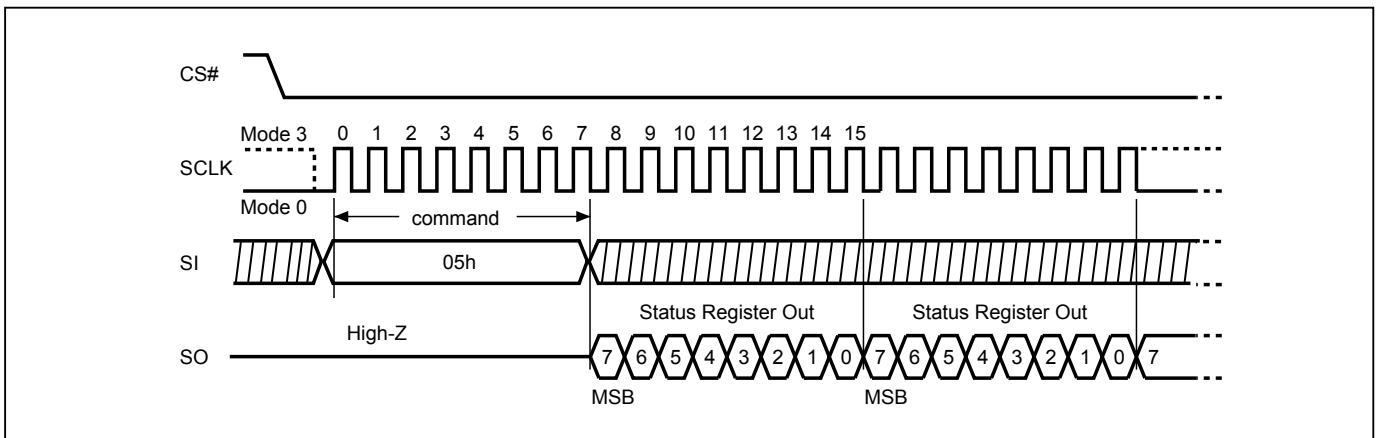 CS#
Mode 3 0 1 2 3 4 5 6 7 8 9 10 11 12 13 14 15
SCLK
Mode 0
command
SI 05h
Status Register Out Status Register Out
High-Z
SO 7 6 5 4 3 2 1 0 7 6 5 4 3 2 1 0 7
MSB MSB